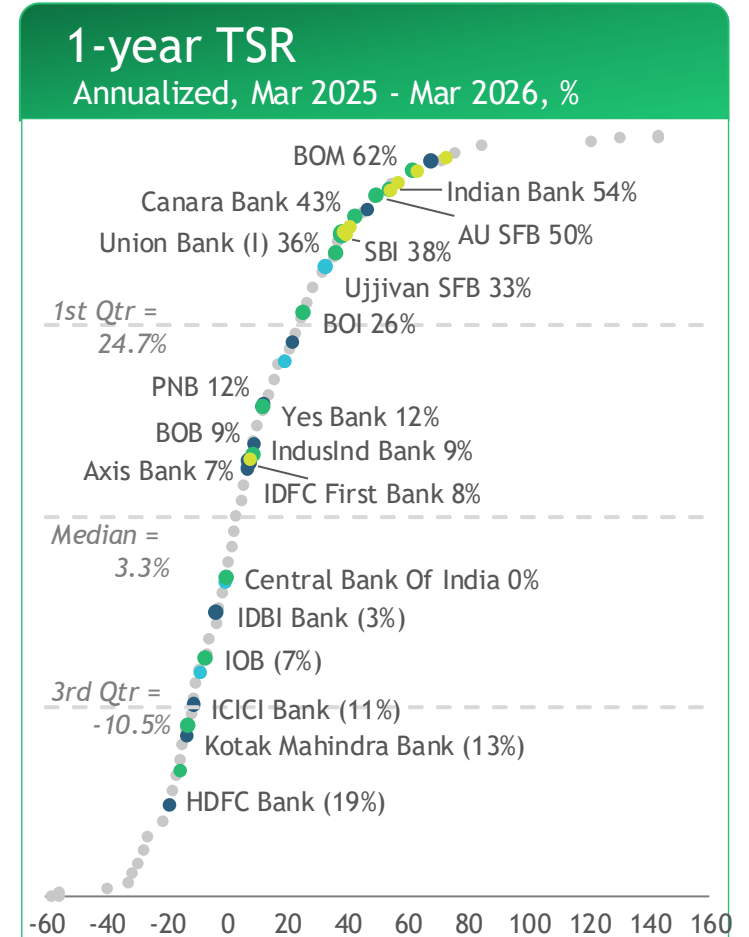 1-year TSR
Annualized, Mar 2025 - Mar 2026, %
BOM 62%
Indian Bank 54%
Canara Bank 43%
AU SFB 50%
Union Bank (I) 36%
SBI 38%
Ujjivan SFB 33%
1st Qtr =
24.7%
BOI 26%
PNB 12%
Yes Bank 12%
BOB 9%
IndusInd Bank 9%
Axis Bank 7%
IDFC First Bank 8%
Median =
3.3%
Central Bank Of India 0%
IDBI Bank (3%)
IOB (7%)
3rd Qtr =
-10.5%
ICICI Bank (11%)
Kotak Mahindra Bank (13%)
HDFC Bank (19%)
-60 -40 -20 0 20 40 60 80 100 120 140 160